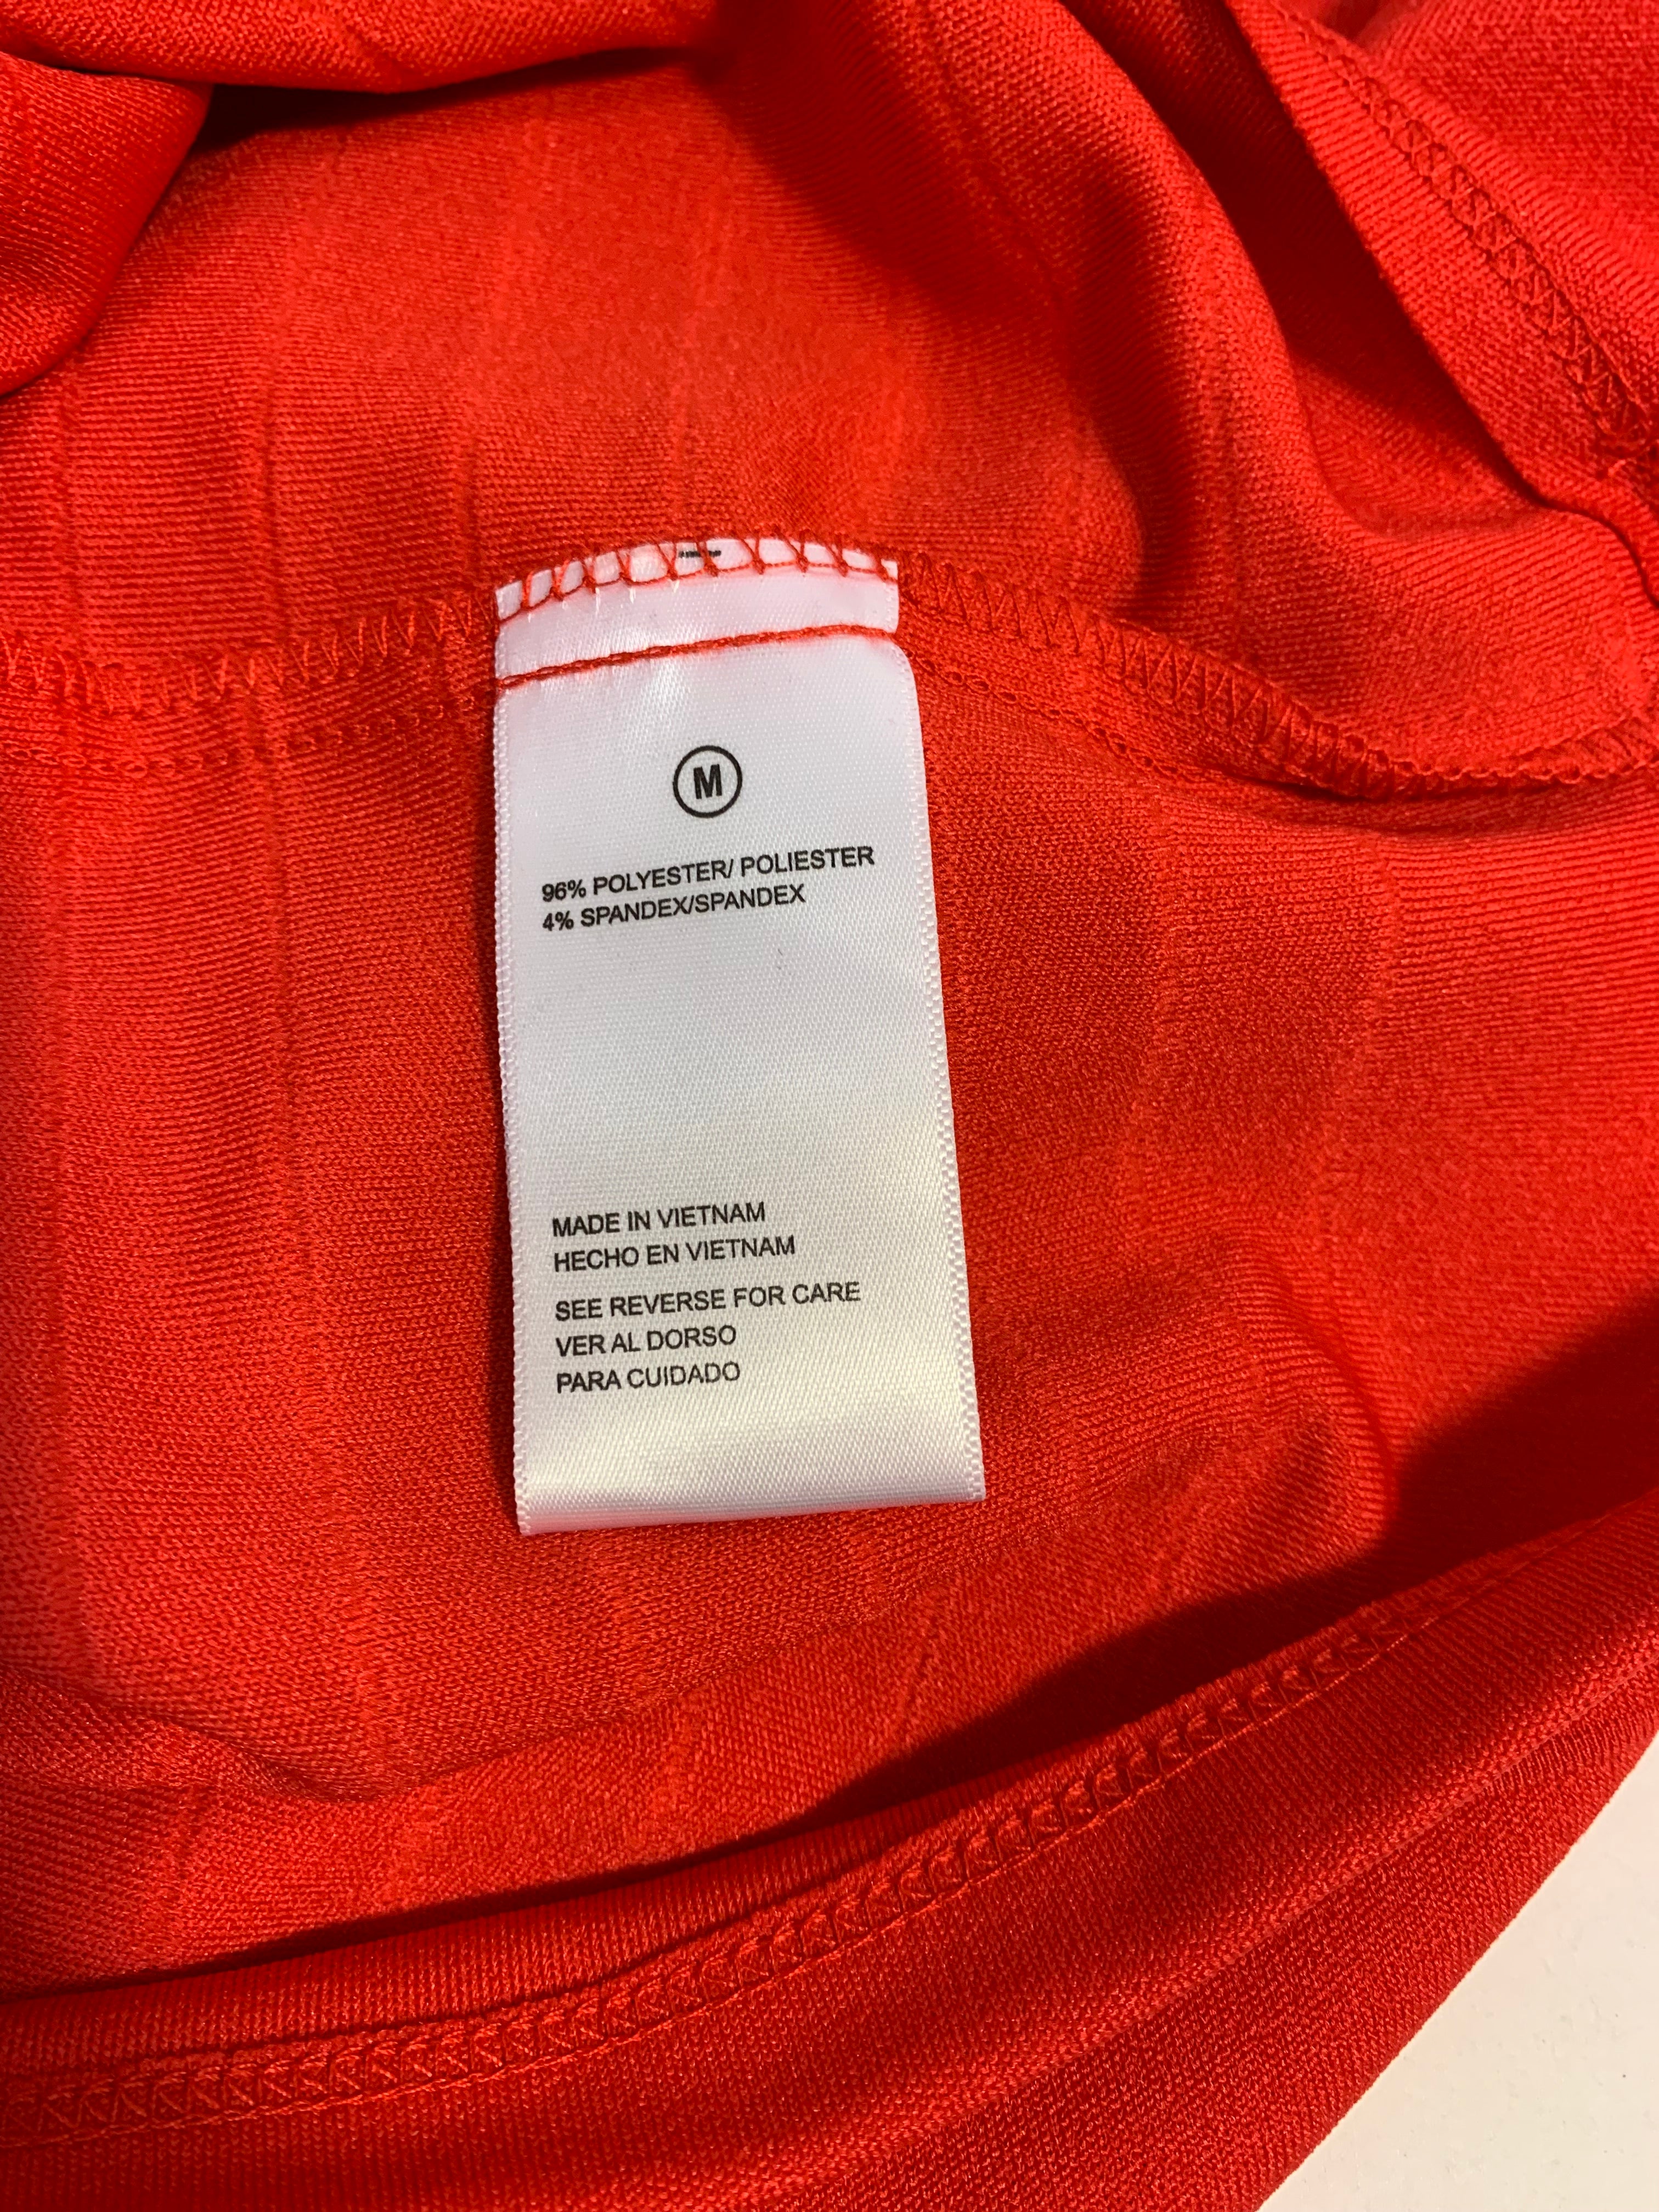 M
96% POLYESTER/ POLIESTER
4% SPANDEX/SPANDEX
MADE IN VIETNAM
HECHO EN VIETNAM
SEE REVERSE FOR CARE
VER AL DORSO
PARA CUIDADO